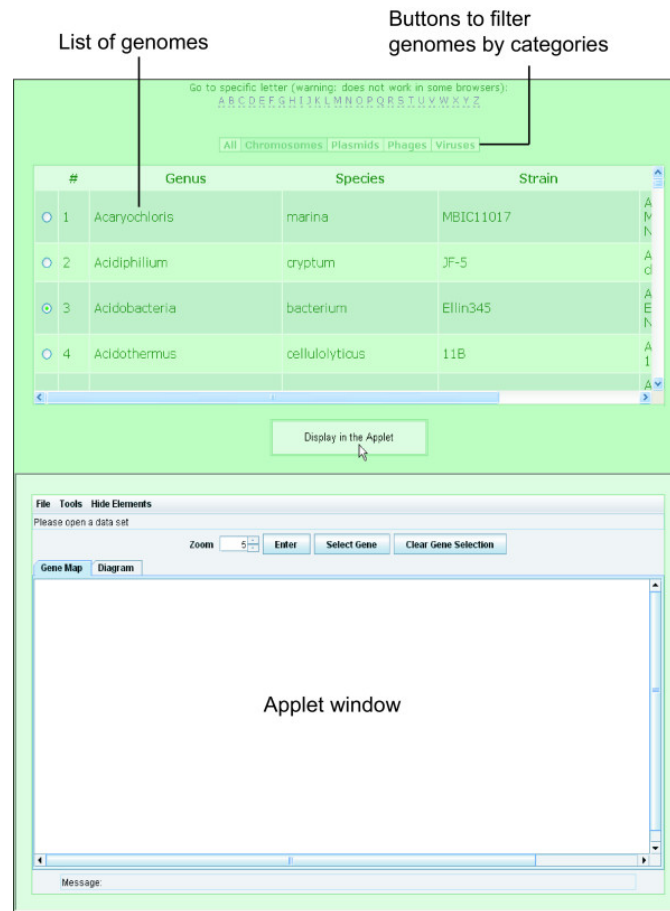 List of genomes
Buttons to filter
genomes by categories
Go to specific letter (warning: does not work in some browsers):
A B C D E F G H I J K L M N O P Q R S T U V W X Y Z
All Chromosomes Plasmids Phages Viruses
# Genus Species Strain
1 Acaryochloris marina MBIC11017
A
M
N
2 Acidiphilium cryptum JF-5
A
d
3 Acidobacteria bacterium Ellin345
A
E
N
4 Acidothermus cellulolyticus 11B
A
1
A
Display in the Applet
File Tools Hide Elements
Please open a data set
Zoom 5 Enter Select Gene Clear Gene Selection
Gene Map Diagram
Applet window
Message: